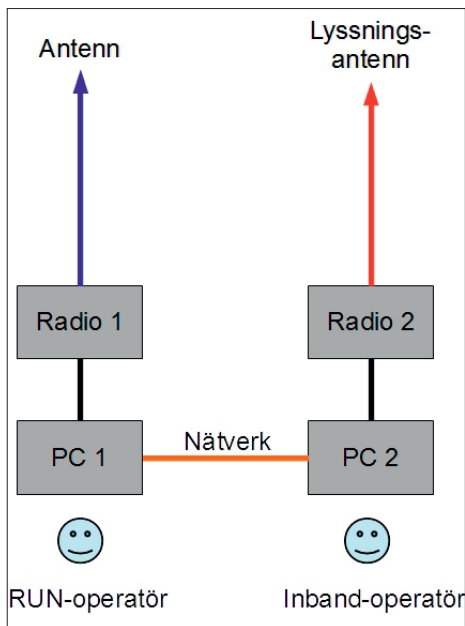 Antenn
Lyssnings-
antenn
Radio 1
Radio 2
PC 1
Nätverk
PC 2
RUN-operatör
Inband-operatör